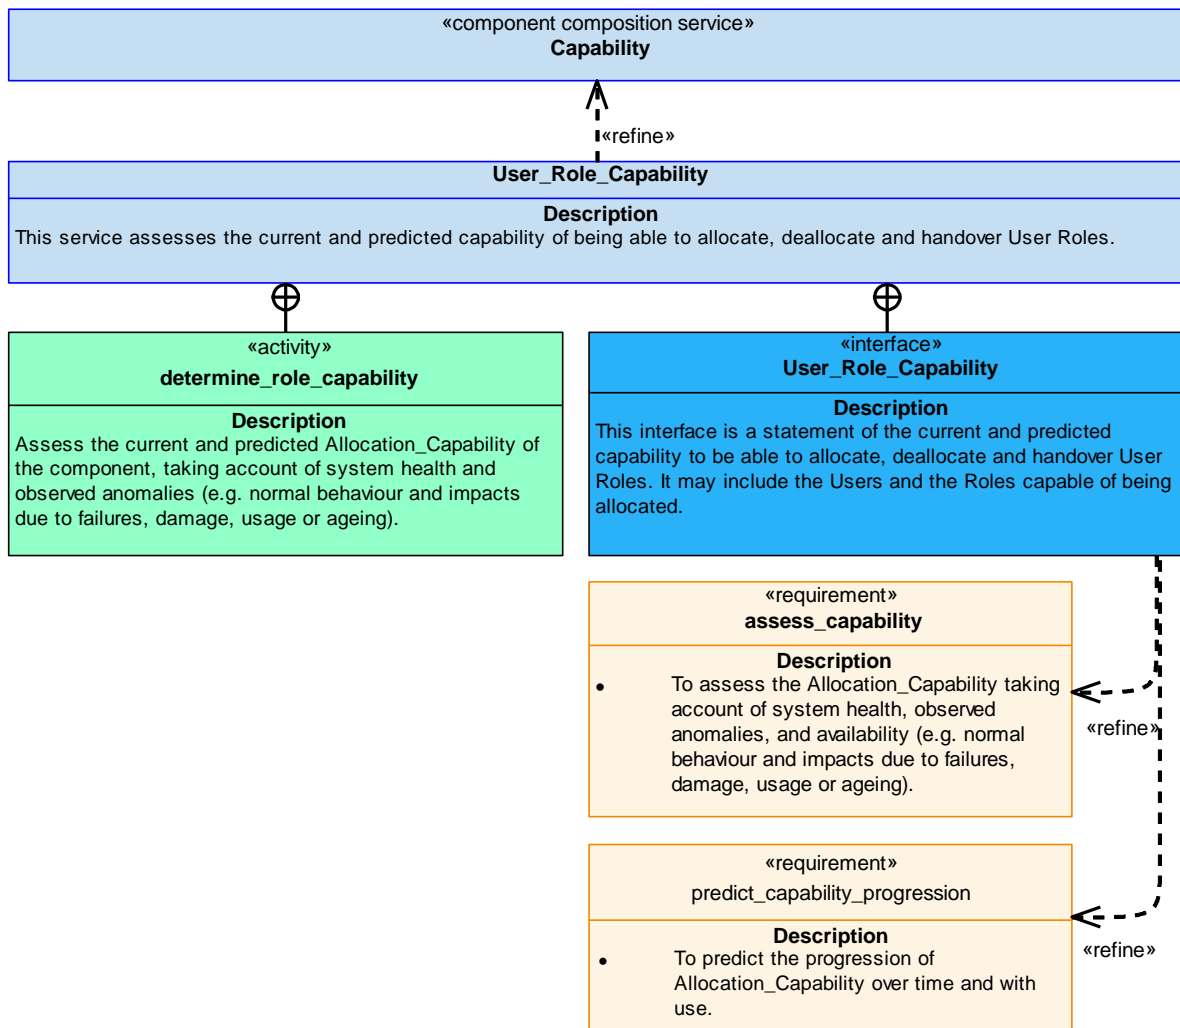 «component composition service»
Capability
«refine»
User_Role_Capability
Description
This service assesses the current and predicted capability of being able to allocate, deallocate and handover User Roles.
«activity»
determine_role_capability
Description
Assess the current and predicted Allocation_Capability of
the component, taking account of system health and
observed anomalies (e.g. normal behaviour and impacts
due to failures, damage, usage or ageing).
«interface»
User_Role_Capability
Description
This interface is a statement of the current and predicted
capability to be able to allocate, deallocate and handover User
Roles. It may include the Users and the Roles capable of being
allocated.
«requirement»
assess_capability
Description
• To assess the Allocation_Capability taking
account of system health, observed
anomalies, and availability (e.g. normal
behaviour and impacts due to failures,
damage, usage or ageing).
«refine»
«requirement»
predict_capability_progression
Description
• To predict the progression of
Allocation_Capability over time and with
use.
«refine»